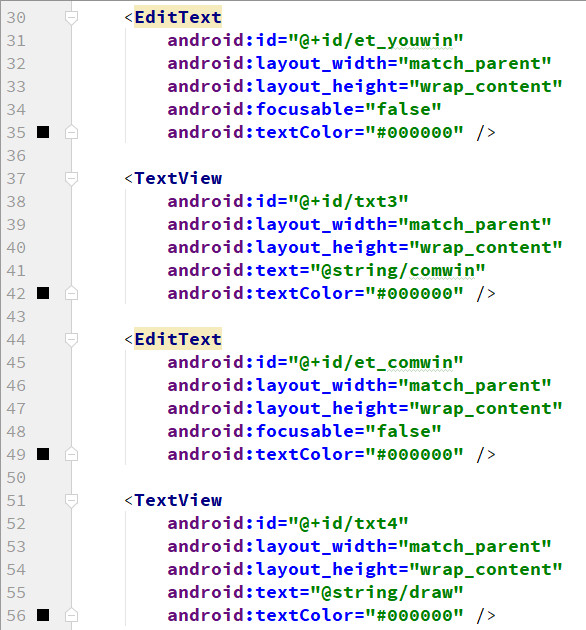 30 <EditText
31 android:id="@+id/et_youwin"
32 android:layout_width="match_parent"
33 android:layout_height="wrap_content"
34 android:focusable="false"
35 android:textColor="#000000" />
36
37 <TextView
38 android:id="@+id/txt3"
39 android:layout_width="match_parent"
40 android:layout_height="wrap_content"
41 android:text="@string/comwin"
42 android:textColor="#000000" />
43
44 <EditText
45 android:id="@+id/et_comwin"
46 android:layout_width="match_parent"
47 android:layout_height="wrap_content"
48 android:focusable="false"
49 android:textColor="#000000" />
50
51 <TextView
52 android:id="@+id/txt4"
53 android:layout_width="match_parent"
54 android:layout_height="wrap_content"
55 android:text="@string/draw"
56 android:textColor="#000000" />